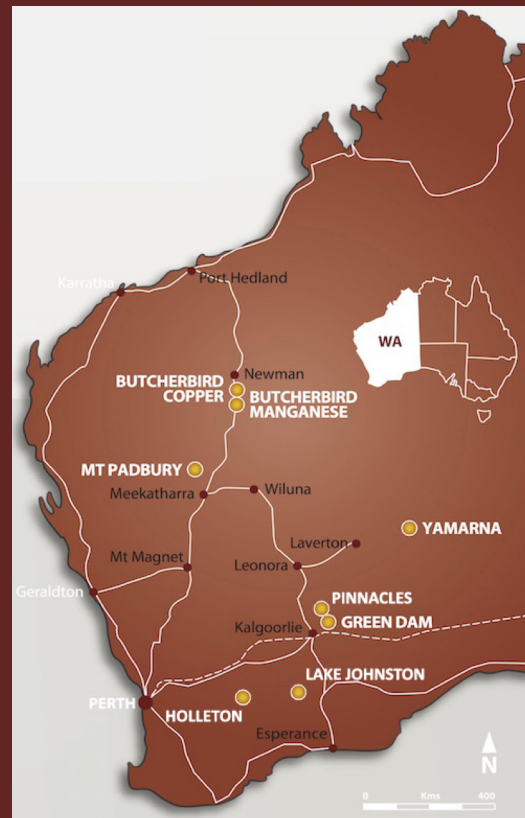 Karratha
Port Hedland
WA
Newman
BUTCHERBIRD
COPPER
BUTCHERBIRD
MANGANESE
MT PADBURY
Meekatharra
Wiluna
YAMARNA
Laverton
Mt Magnet
Leonora
Geraldton
PINNACLES
GREEN DAM
Kalgoorlie
LAKE JOHNSTON
PERTH
HOLLETON
Esperance
N
0 Kms 400